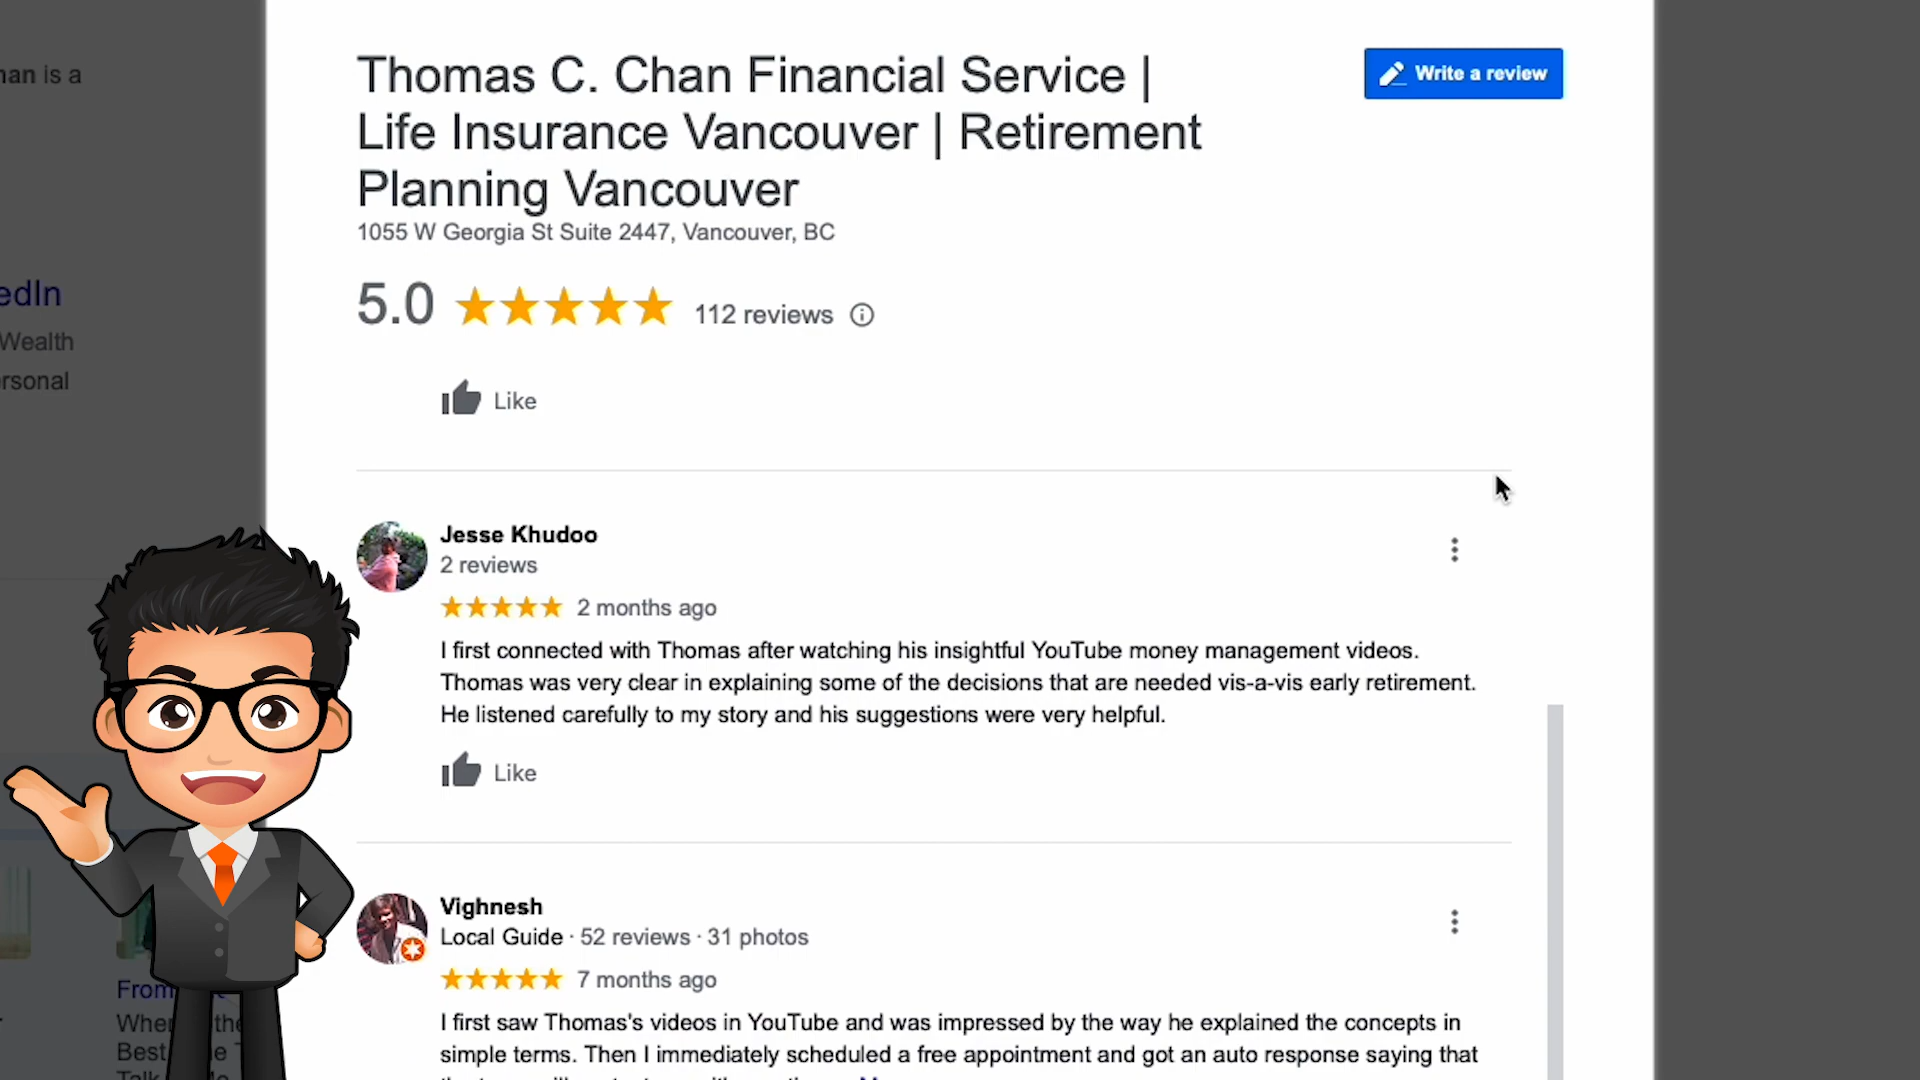 Thomas C. Chan Financial Service |
Life Insurance Vancouver | Retirement
Planning Vancouver
1055 W Georgia St Suite 2447, Vancouver, BC
5.0 112 reviews
Write a review
Like
Jesse Khudoo
2 reviews
2 months ago
I first connected with Thomas after watching his insightful YouTube money management videos.
Thomas was very clear in explaining some of the decisions that are needed vis-a-vis early retirement.
He listened carefully to my story and his suggestions were very helpful.
Like
Vighnesh
Local Guide · 52 reviews · 31 photos
7 months ago
I first saw Thomas's videos in YouTube and was impressed by the way he explained the concepts in
simple terms. Then I immediately scheduled a free appointment and got an auto response saying that
is a
Wealth
From
Best